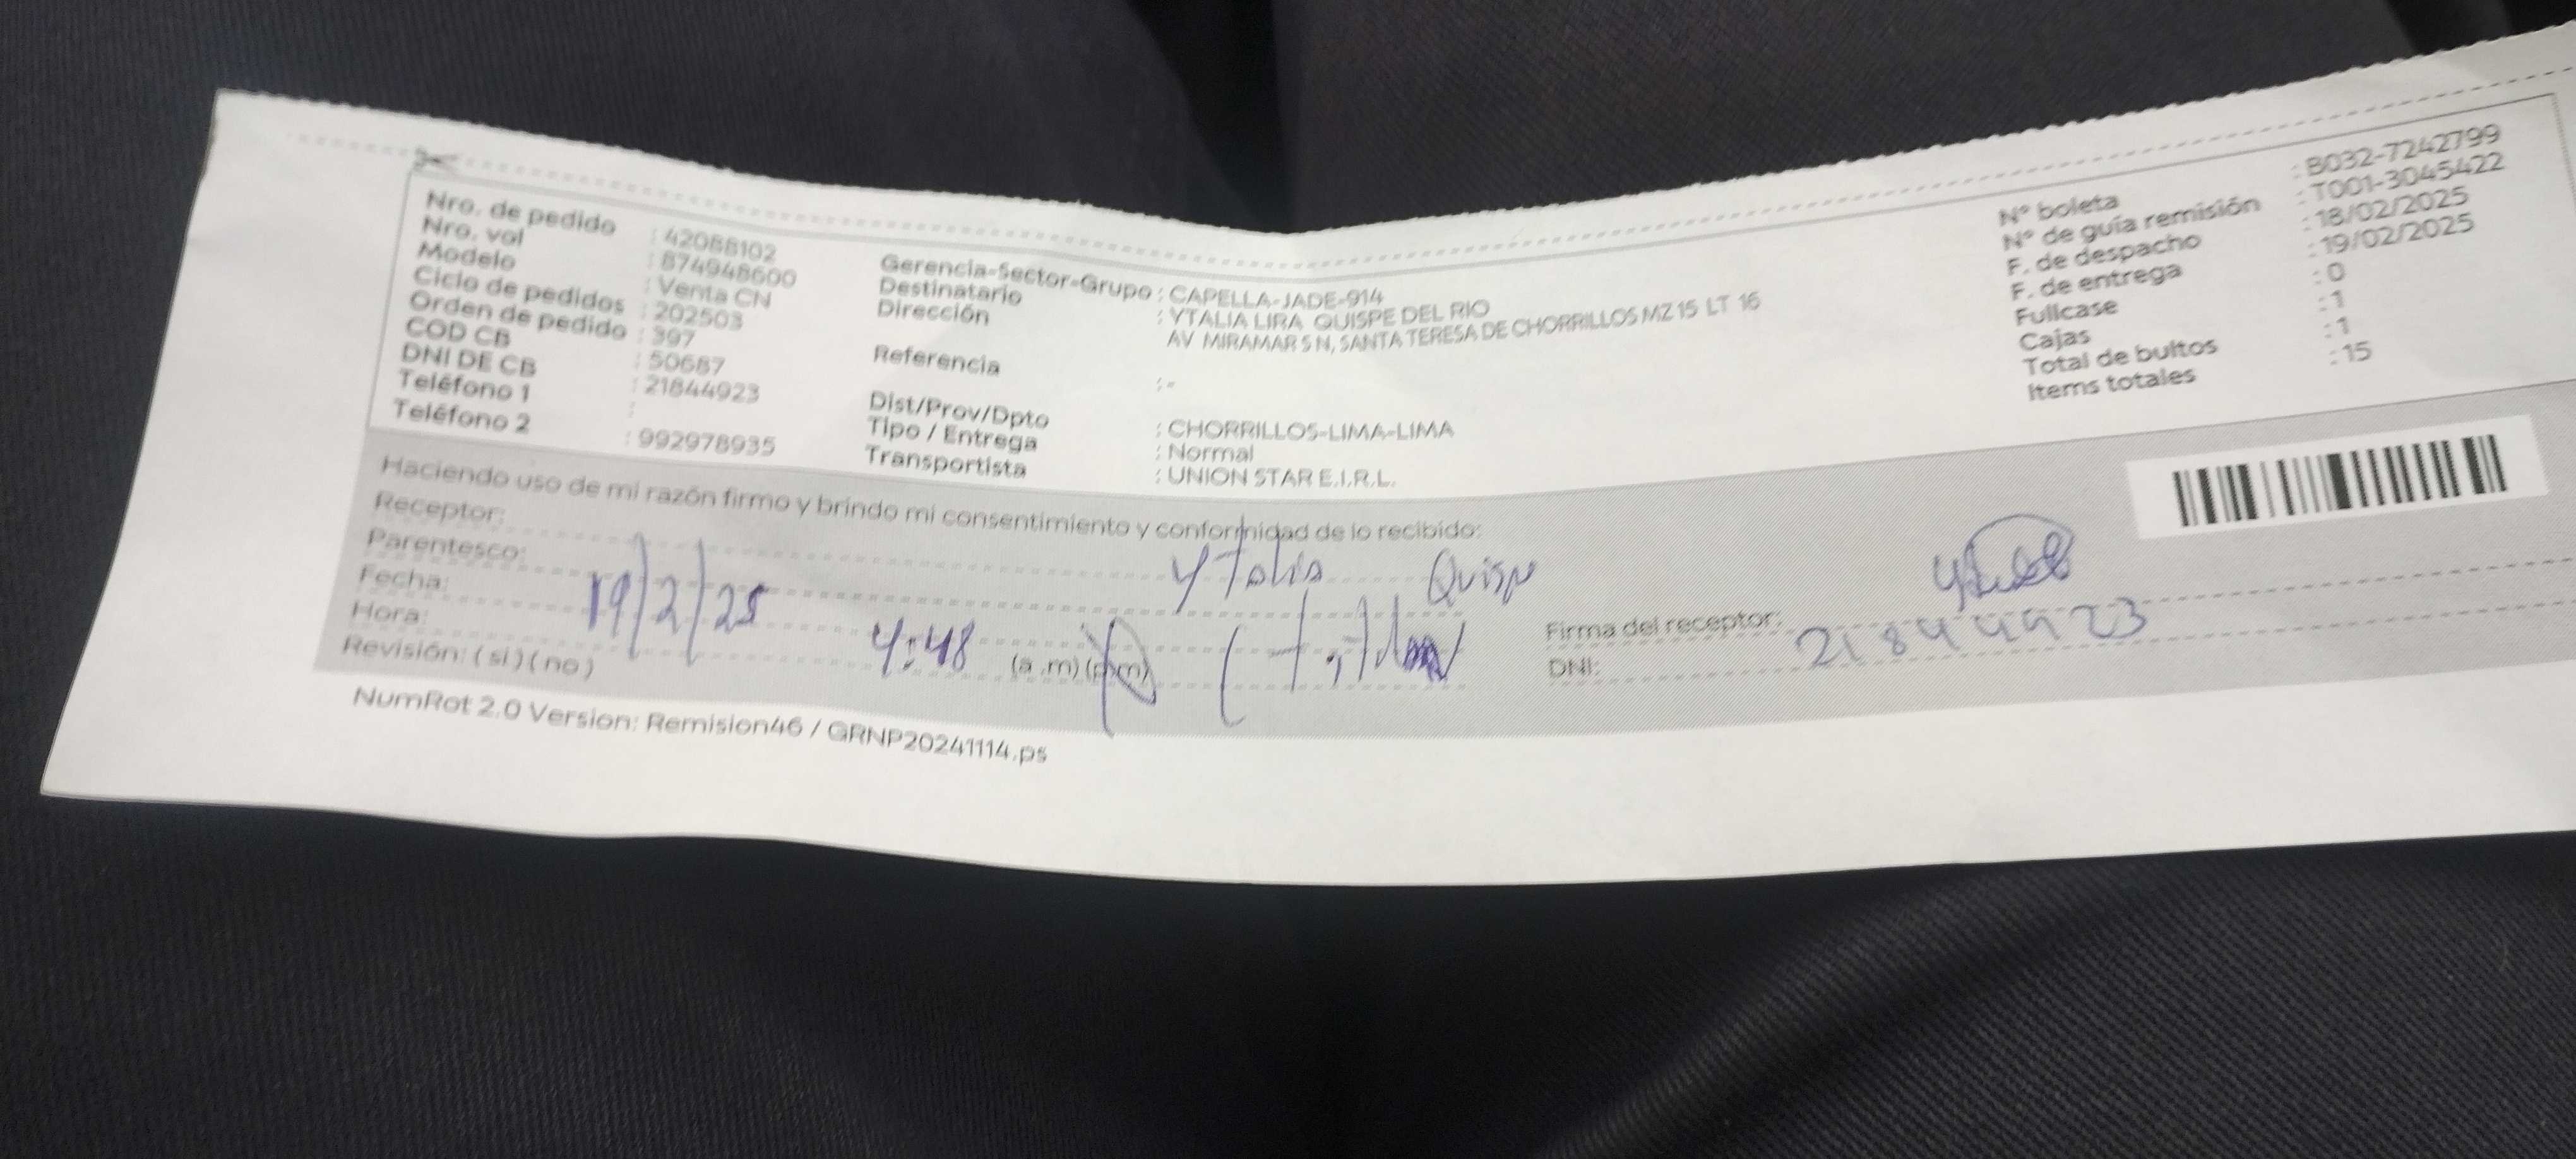 Nro. de pedido : 42088102
Nro. vol : 874948600
Modelo : Venta CN
Ciclo de pedidos : 202503
Orden de pedido : 397
COD CB : 50687
DNI DE CB : 21844923
Teléfono 1 :
Teléfono 2 : 992978935
Gerencia-Sector-Grupo : CAPELLA-JADE-914
Destinatario : YTALIA LIRA QUISPE DEL RIO
Dirección AV MIRAMAR S N, SANTA TERESA DE CHORRILLOS MZ 15 LT 16
Referencia : -
Dist/Prov/Dpto : CHORRILLOS-LIMA-LIMA
Tipo / Entrega : Normal
Transportista : UNION STAR E.I.R.L.
N° boleta : B032-7242799
N° de guía remisión : T001-3045422
F. de despacho : 18/02/2025
F. de entrega : 19/02/2025
Fullcase : 0
Cajas : 1
Total de bultos : 1
Items totales : 15
Haciendo uso de mi razón firmo y brindo mi consentimiento y conformidad de lo recibido:
Receptor: Ytalia Quispe
Parentesco:
Fecha: 19/2/25
Hora: 4:48 (a .m) (p.m)
Revisión: ( si ) ( no )
Firma del receptor:
DNI: 21844923
NumRot 2.0 Version: Remision46 / GRNP20241114.ps